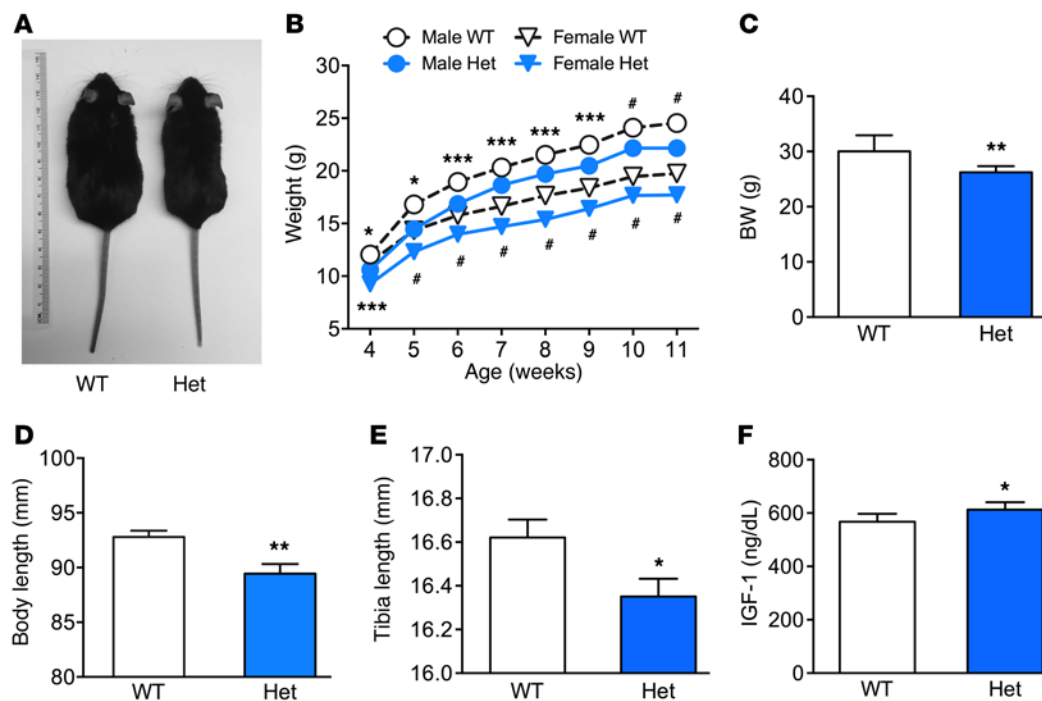 A
WT
Het
B
Male WT
Female WT
Male Het
Female Het
Weight (g)
30
25
20
15
10
5
*
*
***
***
***
***
#
#
***
#
#
#
#
#
#
#
4 5 6 7 8 9 10 11
Age (weeks)
C
BW (g)
40
30
20
10
0
**
WT
Het
D
Body length (mm)
100
95
90
85
80
**
WT
Het
E
Tibia length (mm)
17.0
16.8
16.6
16.4
16.2
16.0
*
WT
Het
F
IGF-1 (ng/dL)
800
600
400
200
0
*
WT
Het